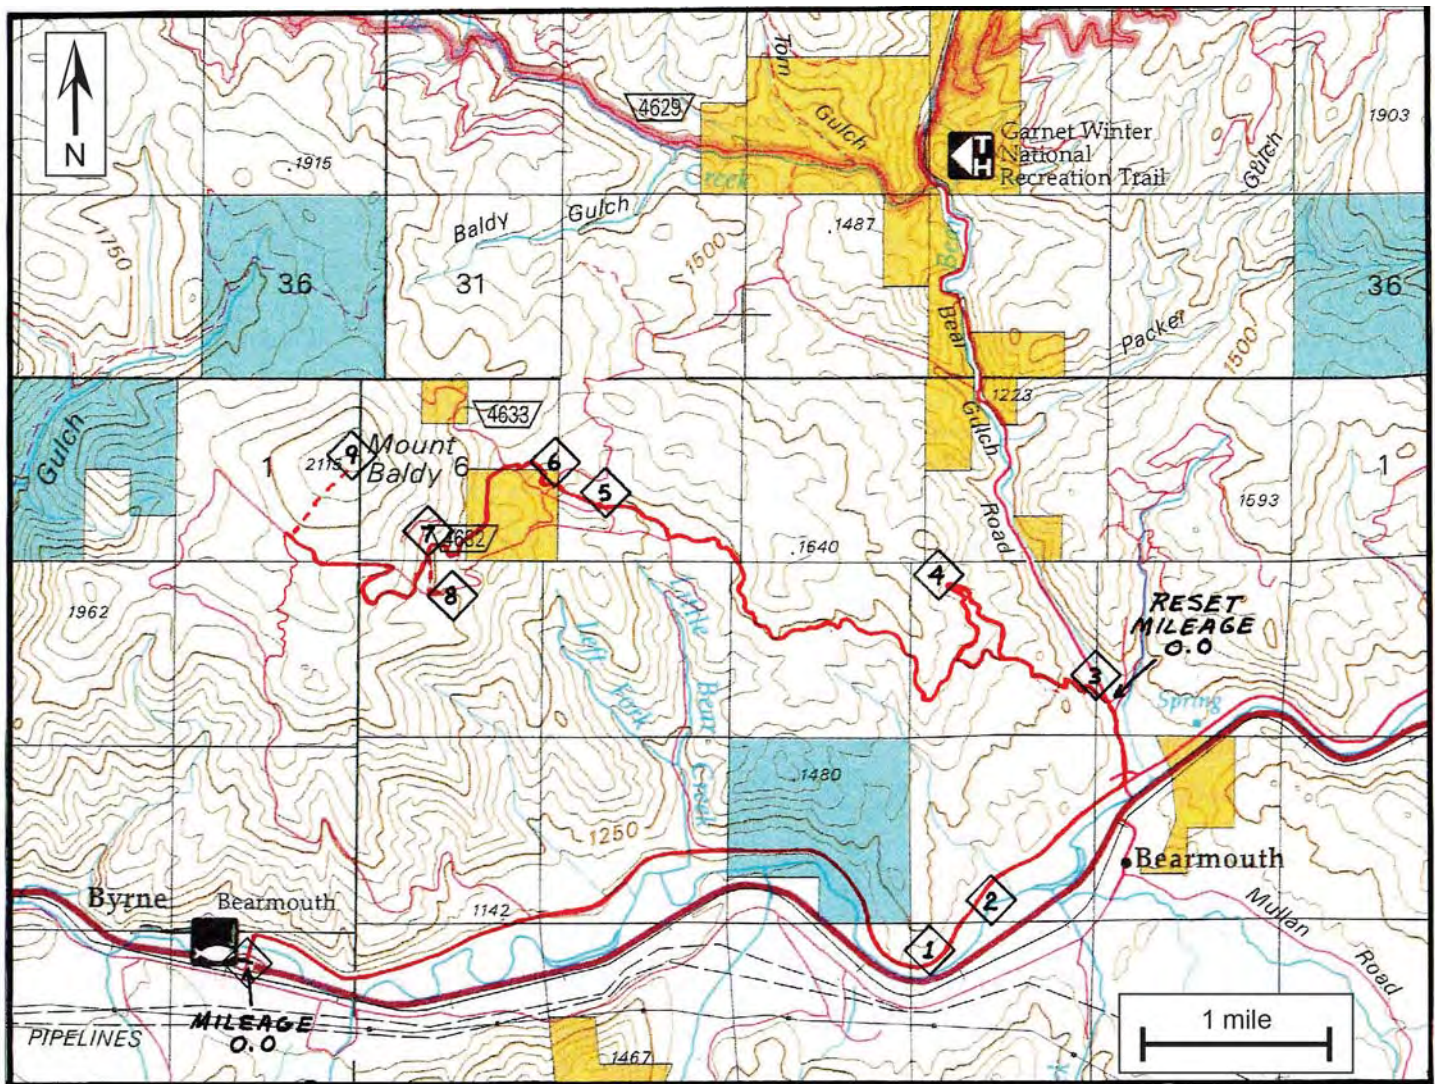 N
4629
Tom
Gulch
1903
Garnet Winter
National
Recreation Trail
Gulch
1915
Creek
Baldy
Gulch
1487
1750
1500
Bear
36
31
36
Bear
Packer
1500
1223
4633
Gulch
Gulch
9
Mount
Baldy
1
2115
6
6
5
1
1593
Road
7
4632
1640
4
8
1962
RESET
MILEAGE
0.0
Little
Bear
Creek
Left
Fork
3
Spring
1480
1250
Bearmouth
Byrne
Bearmouth
1142
2
Mullan
Road
1
MILEAGE
0.0
PIPELINES
1467
1 mile